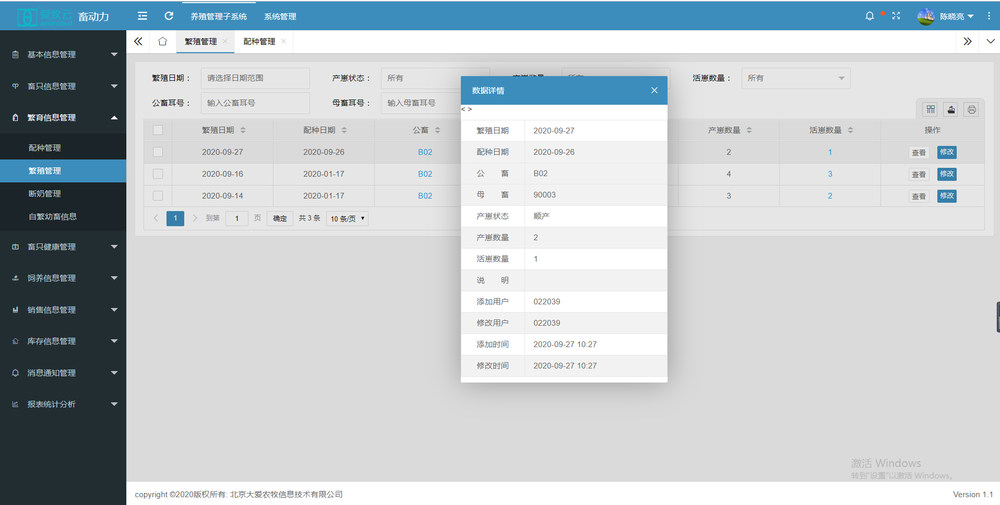 爱牧云 emarcloud 畜动力 养殖管理子系统 系统管理 陈晓亮
繁殖管理 配种管理
基本信息管理
畜只信息管理
繁育信息管理
配种管理
繁殖管理
断奶管理
自繁幼畜信息
畜只健康管理
饲养信息管理
销售信息管理
库存信息管理
消息通知管理
报表统计分析
繁殖日期： 请选择日期范围 产崽状态： 所有 活崽数量： 所有
公畜耳号： 输入公畜耳号 母畜耳号： 输入母畜耳号
繁殖日期 配种日期 公畜 产崽数量 活崽数量 操作
2020-09-27 2020-09-26 B02 2 1 查看 修改
2020-09-16 2020-01-17 B02 4 3 查看 修改
2020-09-14 2020-01-17 B02 3 2 查看 修改
1 到第 1 页 确定 共 3 条 10 条/页
数据详情
< >
繁殖日期 2020-09-27
配种日期 2020-09-26
公 畜 B02
母 畜 90003
产崽状态 顺产
产崽数量 2
活崽数量 1
说 明
添加用户 022039
修改用户 022039
添加时间 2020-09-27 10:27
修改时间 2020-09-27 10:27
激活 Windows
转到"设置"以激活 Windows。
copyright ©2020版权所有: 北京大爱农牧信息技术有限公司 Version 1.1